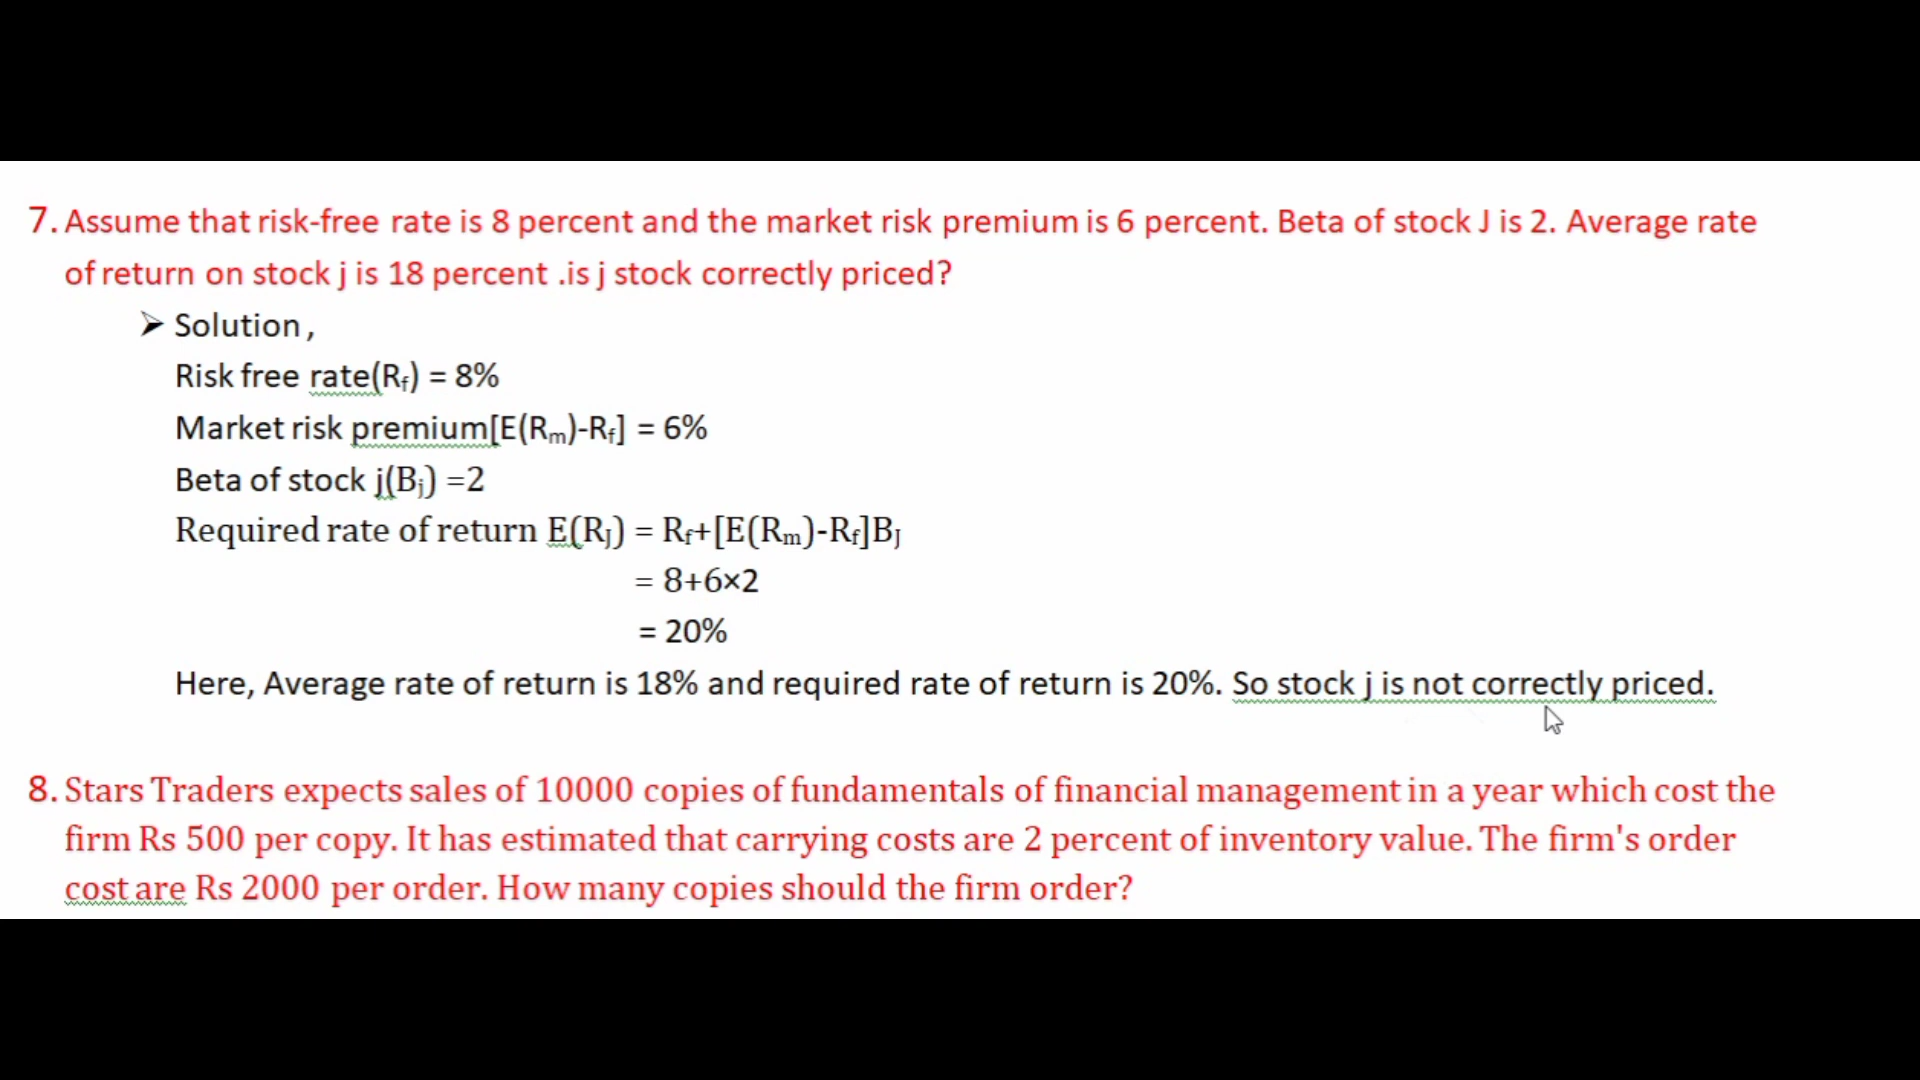 7. Assume that risk-free rate is 8 percent and the market risk premium is 6 percent. Beta of stock J is 2. Average rate
of return on stock j is 18 percent .is j stock correctly priced?
➢ Solution,
Risk free rate(Rf) = 8%
Market risk premium[E(Rm)-Rf] = 6%
Beta of stock j(Bj) =2
Required rate of return E(RJ) = Rf+[E(Rm)-Rf]BJ
= 8+6×2
= 20%
Here, Average rate of return is 18% and required rate of return is 20%. So stock j is not correctly priced.
8. Stars Traders expects sales of 10000 copies of fundamentals of financial management in a year which cost the
firm Rs 500 per copy. It has estimated that carrying costs are 2 percent of inventory value. The firm's order
cost are Rs 2000 per order. How many copies should the firm order?